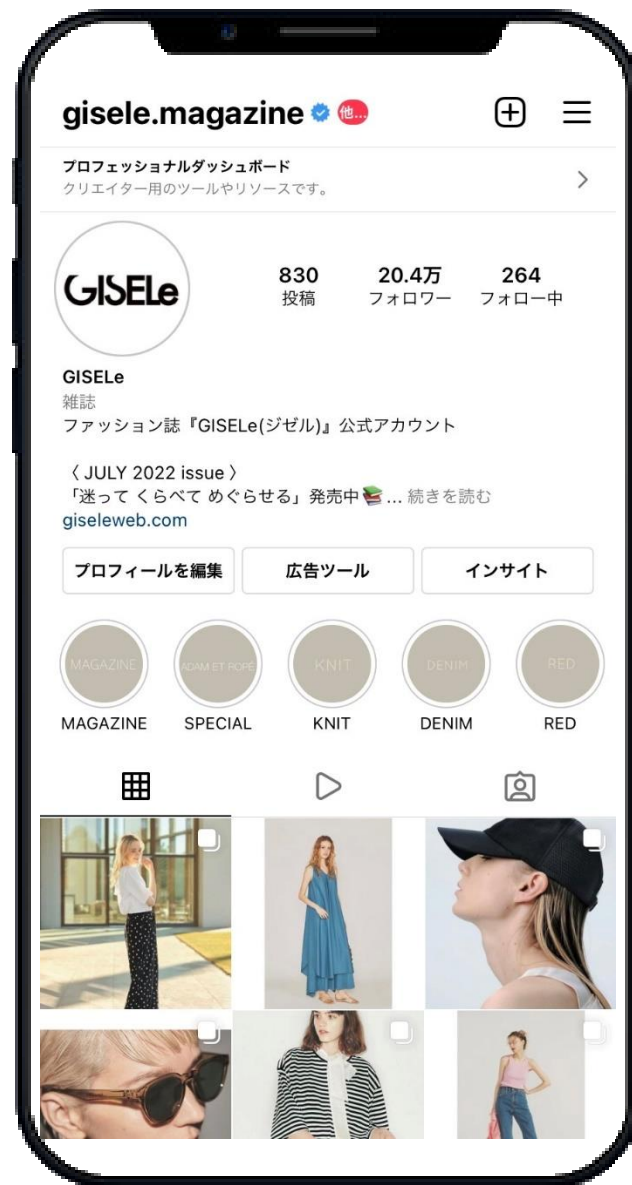 gisele.magazine 他...
プロフェッショナルダッシュボード
クリエイター用のツールやリソースです。
GISELe
830 20.4万 264
投稿 フォロワー フォロー中
GISELe
雑誌
ファッション誌『GISELe(ジゼル)』公式アカウント
〈 JULY 2022 issue 〉
「迷って くらべて めぐらせる」発売中📚... 続きを読む
giseleweb.com
プロフィールを編集 広告ツール インサイト
MAGAZINE ADAM ET ROPÉ KNIT DENIM RED
MAGAZINE SPECIAL KNIT DENIM RED